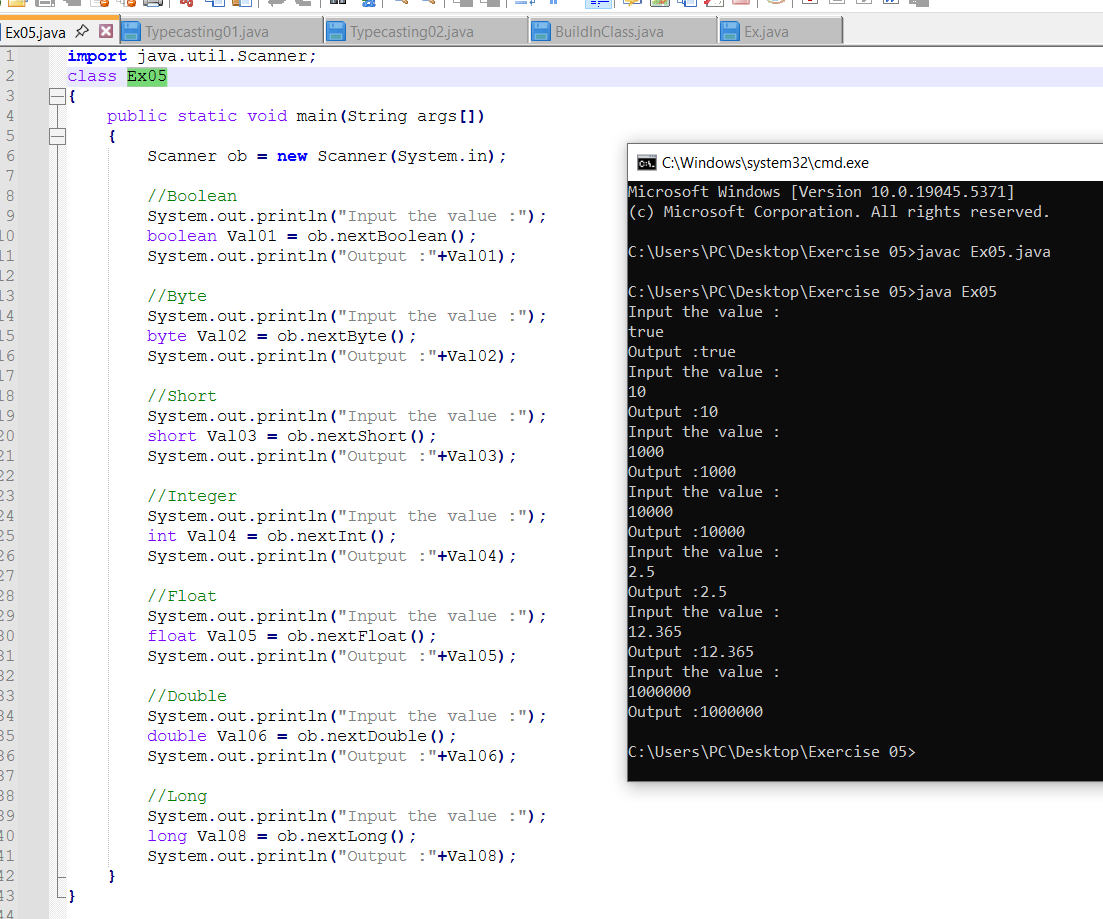 Ex05.java Typecasting01.java Typecasting02.java BuildInClass.java Ex.java
1 import java.util.Scanner;
2 class Ex05
3 {
4 public static void main(String args[])
5 {
6 Scanner ob = new Scanner(System.in);
7
8 //Boolean
9 System.out.println("Input the value :");
10 boolean Val01 = ob.nextBoolean();
11 System.out.println("Output :"+Val01);
12
13 //Byte
14 System.out.println("Input the value :");
15 byte Val02 = ob.nextByte();
16 System.out.println("Output :"+Val02);
17
18 //Short
19 System.out.println("Input the value :");
20 short Val03 = ob.nextShort();
21 System.out.println("Output :"+Val03);
22
23 //Integer
24 System.out.println("Input the value :");
25 int Val04 = ob.nextInt();
26 System.out.println("Output :"+Val04);
27
28 //Float
29 System.out.println("Input the value :");
30 float Val05 = ob.nextFloat();
31 System.out.println("Output :"+Val05);
32
33 //Double
34 System.out.println("Input the value :");
35 double Val06 = ob.nextDouble();
36 System.out.println("Output :"+Val06);
37
38 //Long
39 System.out.println("Input the value :");
40 long Val08 = ob.nextLong();
41 System.out.println("Output :"+Val08);
42 }
43 }
44
C:\Windows\system32\cmd.exe
Microsoft Windows [Version 10.0.19045.5371]
(c) Microsoft Corporation. All rights reserved.
C:\Users\PC\Desktop\Exercise 05>javac Ex05.java
C:\Users\PC\Desktop\Exercise 05>java Ex05
Input the value :
true
Output :true
Input the value :
10
Output :10
Input the value :
1000
Output :1000
Input the value :
10000
Output :10000
Input the value :
2.5
Output :2.5
Input the value :
12.365
Output :12.365
Input the value :
1000000
Output :1000000
C:\Users\PC\Desktop\Exercise 05>